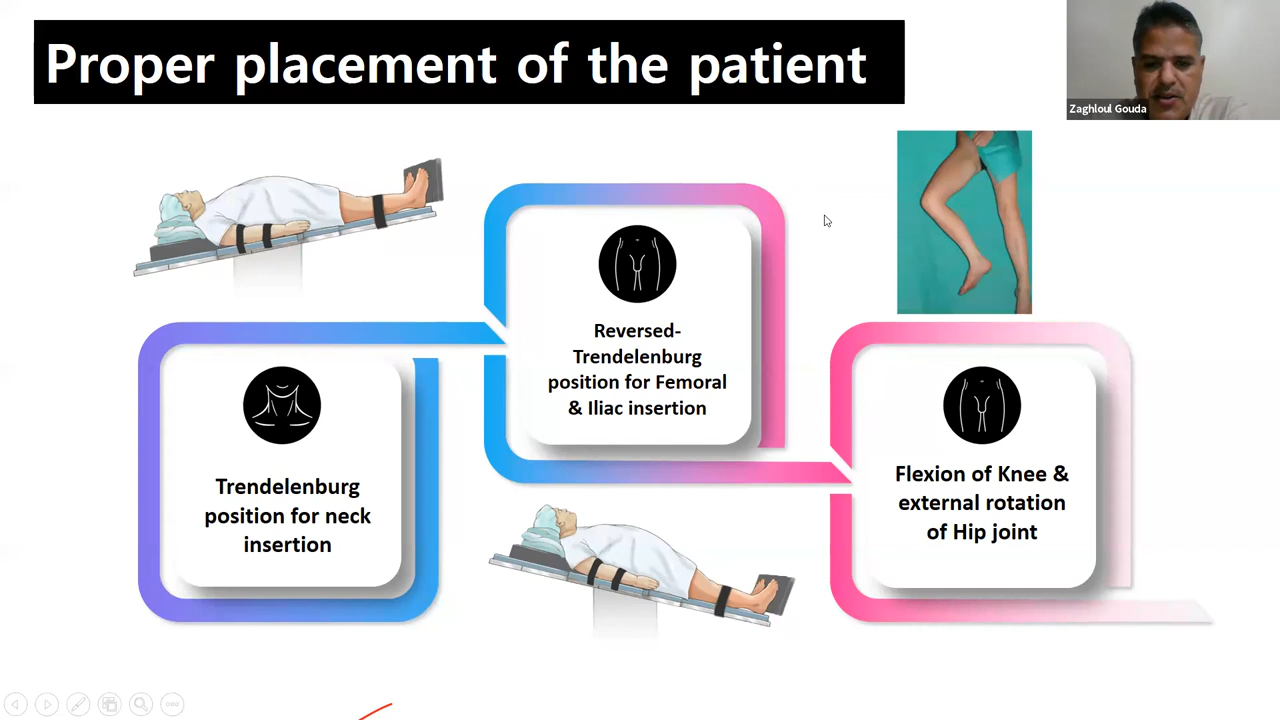 Proper placement of the patient
Zaghloul Gouda
Trendelenburg
position for neck
insertion
Reversed-
Trendelenburg
position for Femoral
& Iliac insertion
Flexion of Knee &
external rotation
of Hip joint